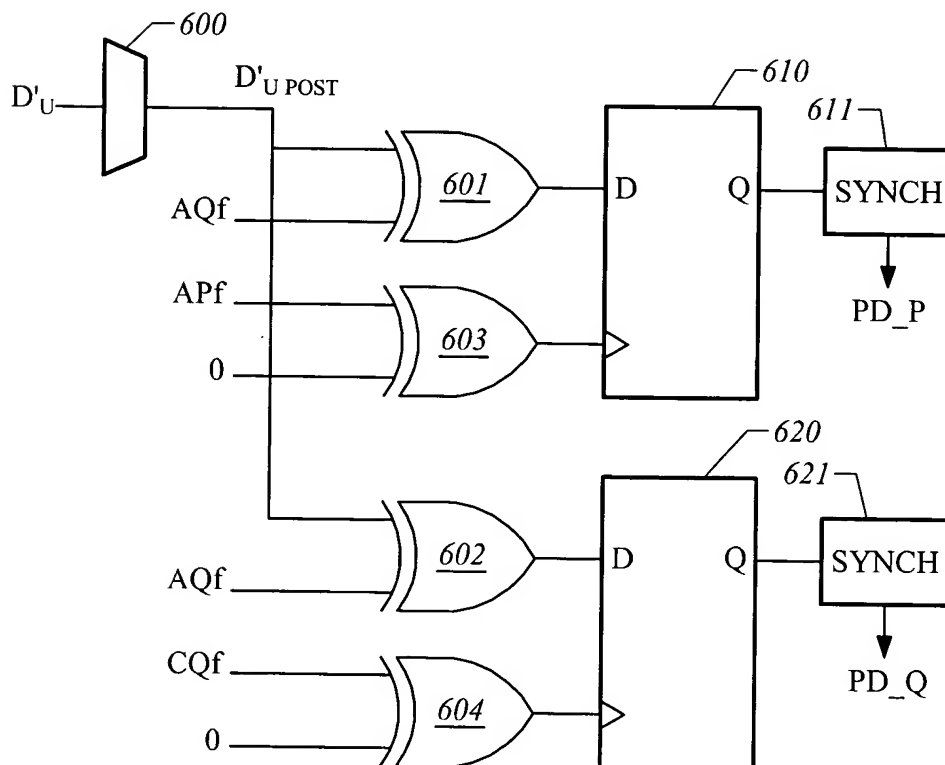 600
D'U
D'U POST
610
611
601
D
Q
SYNCH
AQf
PD_P
APf
603
0
620
621
602
D
Q
SYNCH
AQf
PD_Q
CQf
604
0